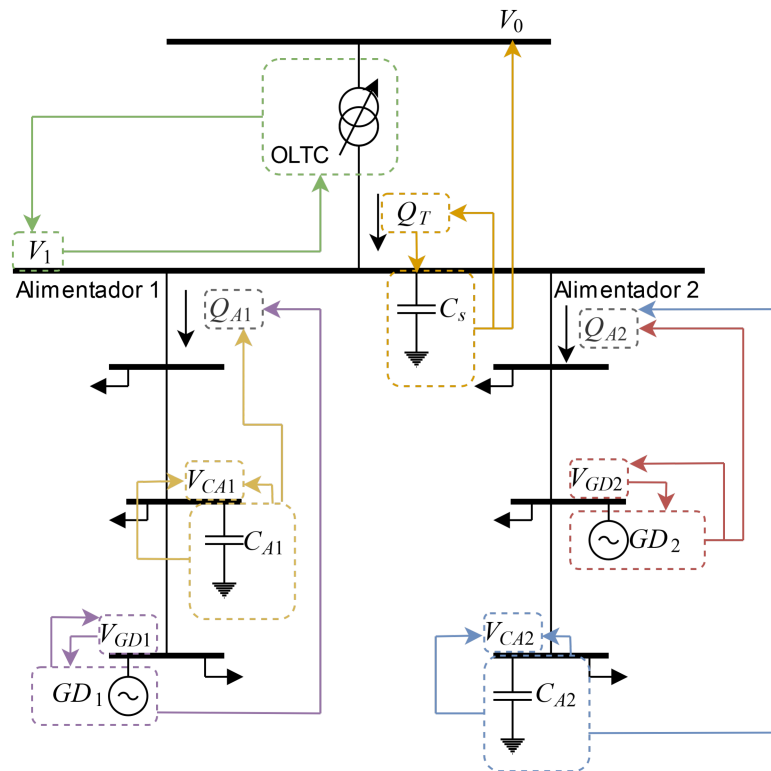 V0
OLTC
QT
V1
Alimentador 1
Alimentador 2
QA1
Cs
QA2
VCA1
VGD2
CA1
GD2
VGD1
VCA2
GD1
CA2